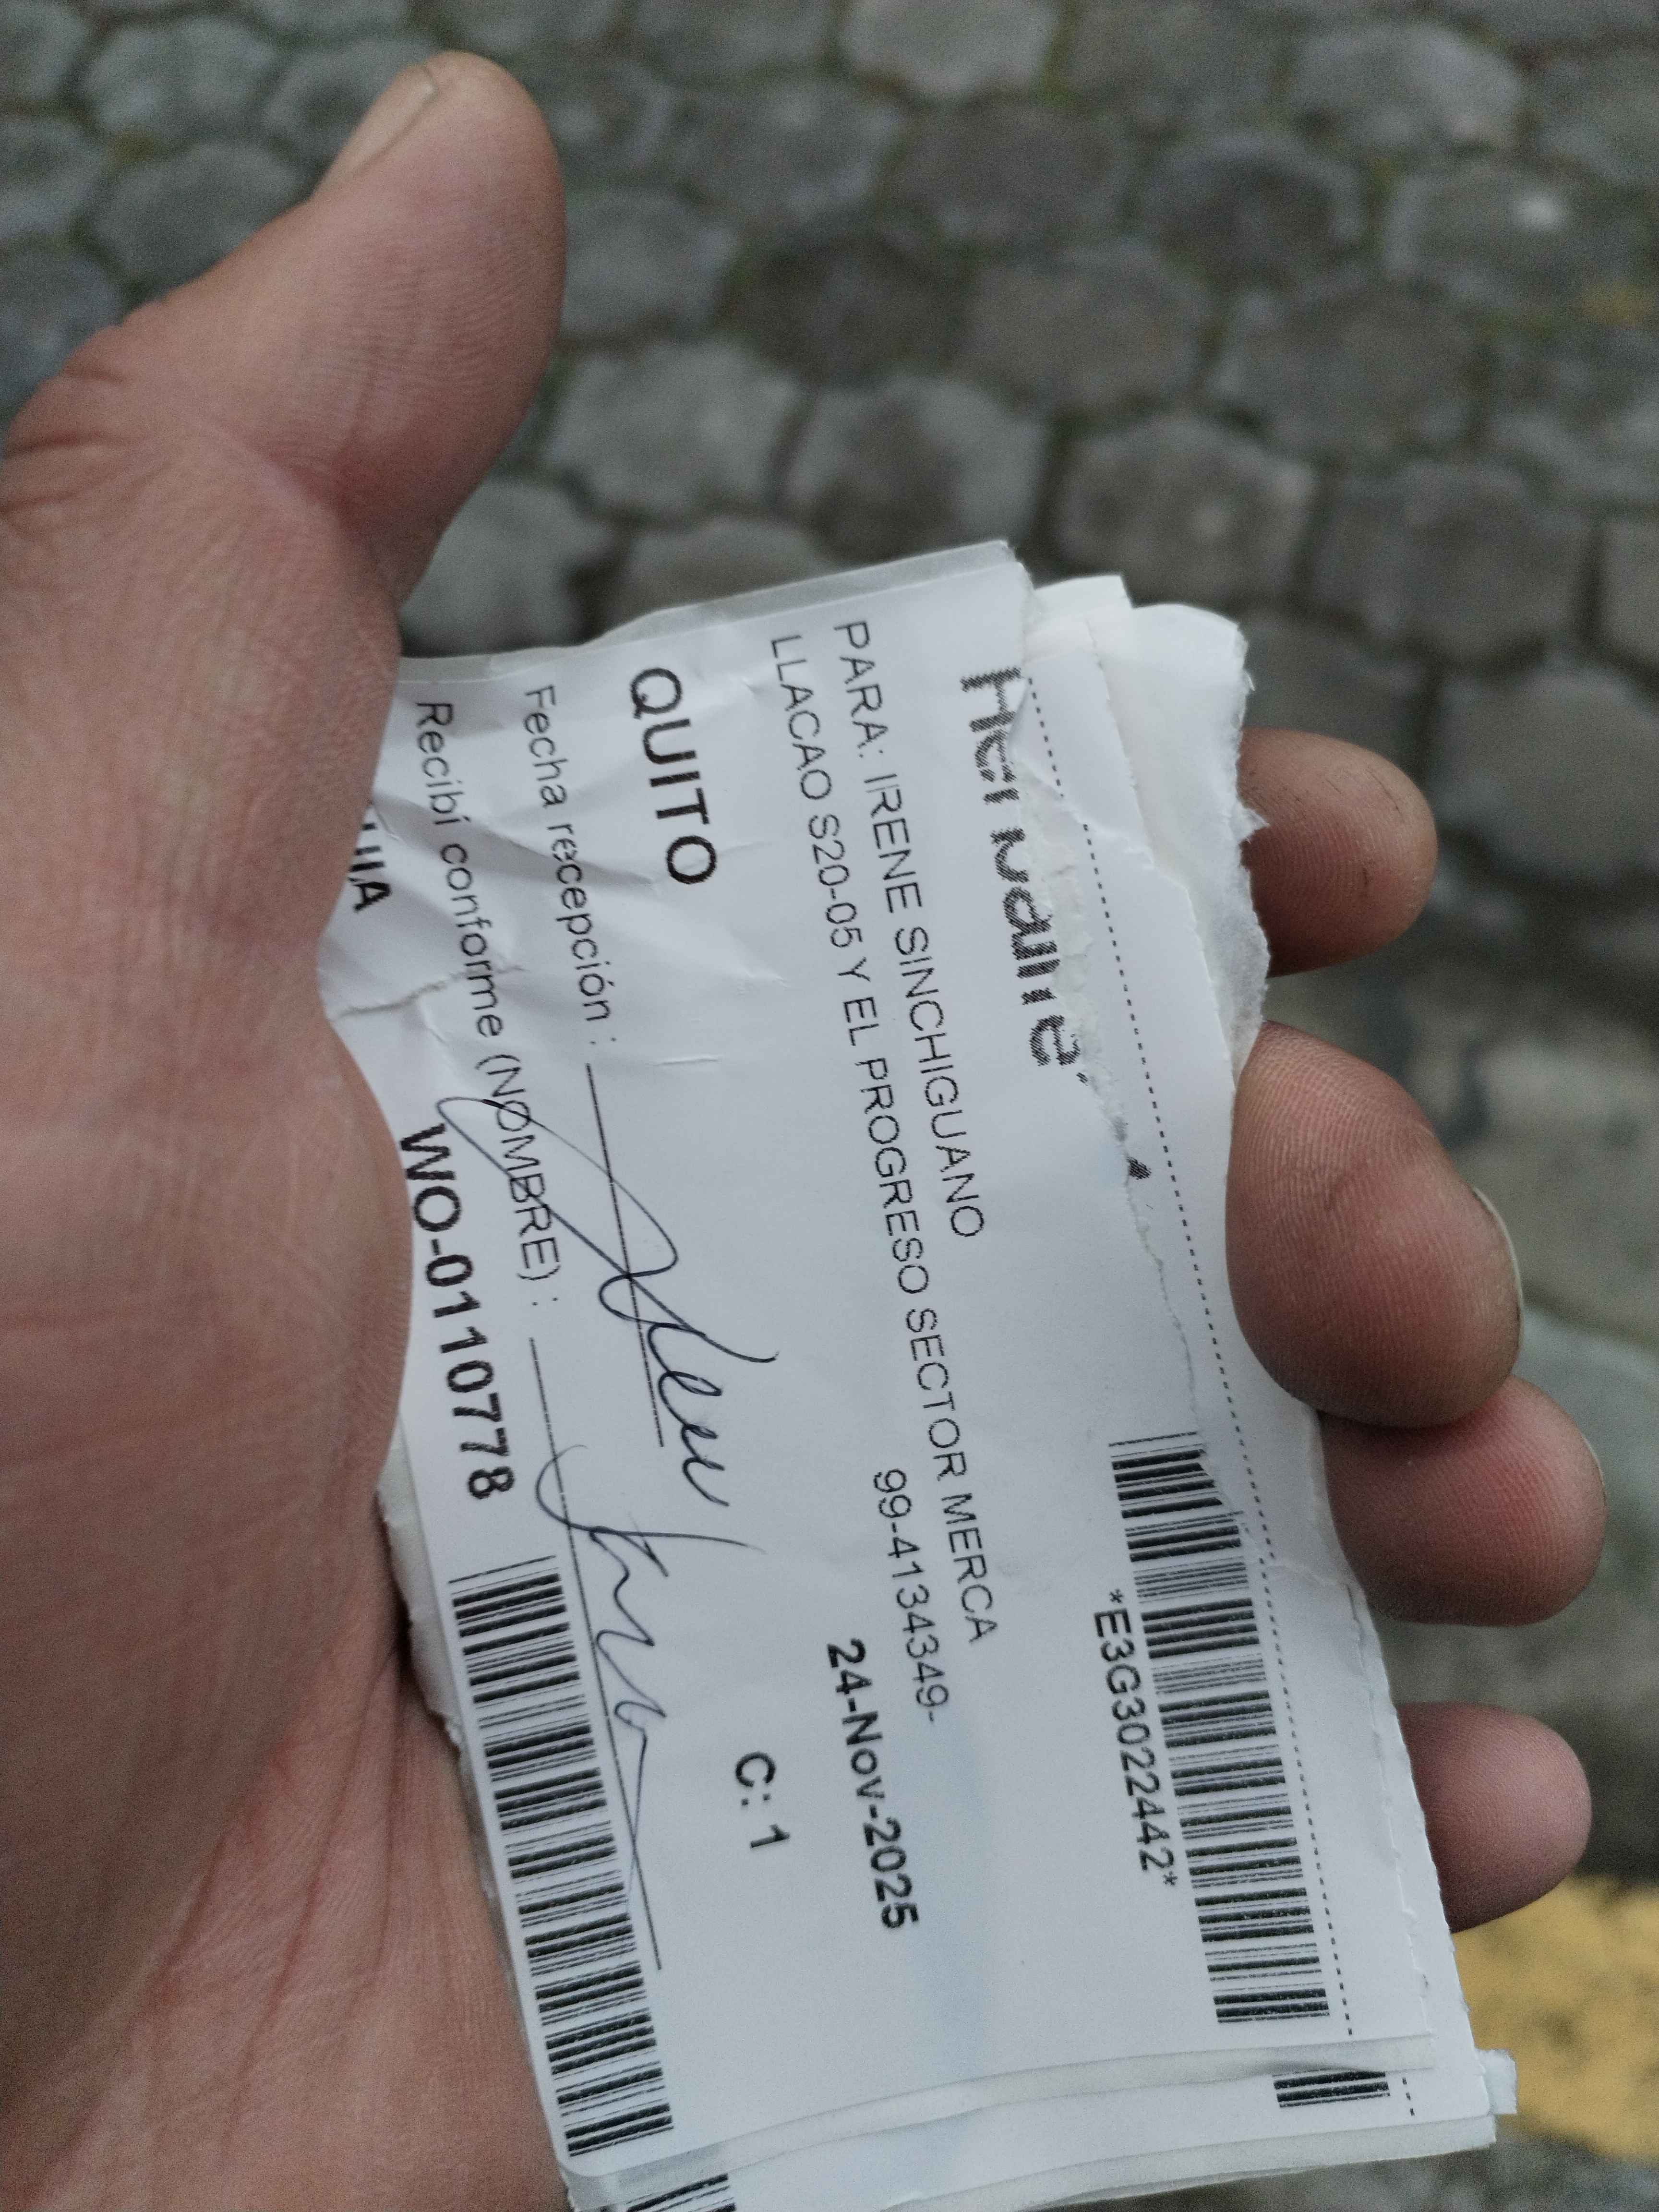 *E3G3022442*
PARA: IRENE SINCHIGUANO
LLACAO S20-05 Y EL PROGRESO SECTOR MERCA
99-4134349-
24-Nov-2025
QUITO
C: 1
Fecha recepción :
Recibí conforme (NOMBRE) :
WO-0110778